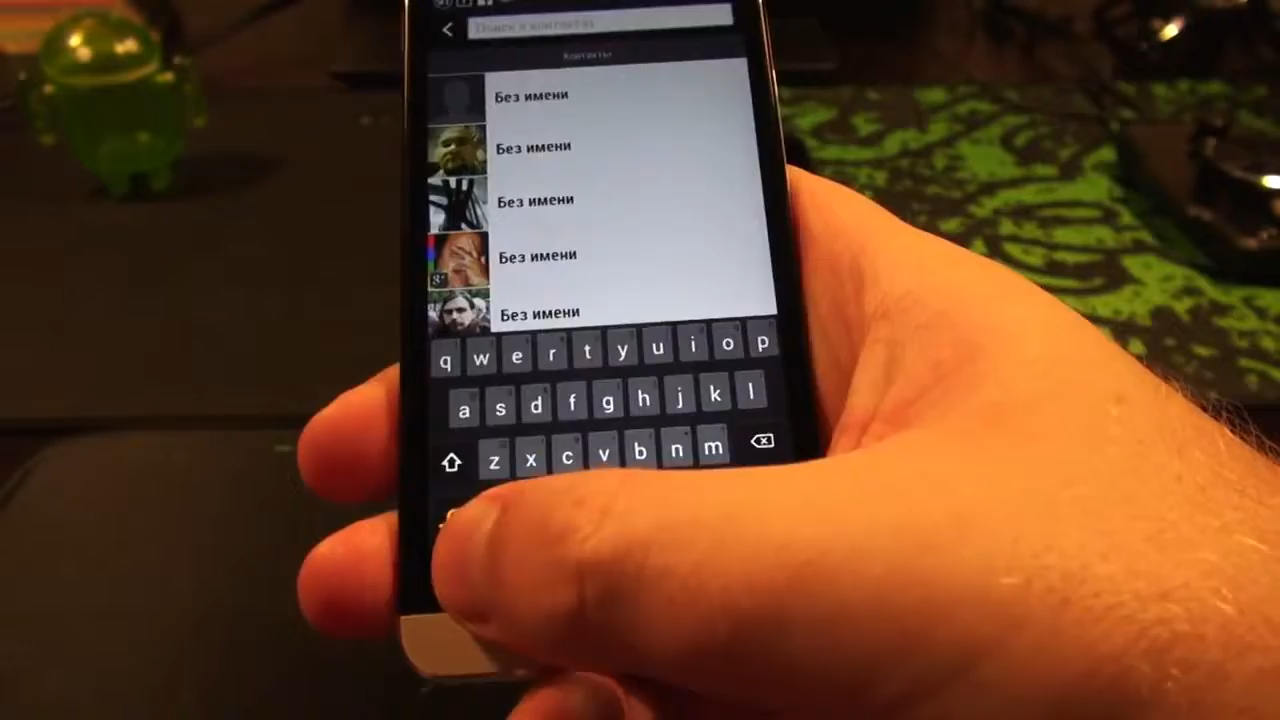 Поиск в контактах
Контакты
Без имени
Без имени
Без имени
Без имени
Без имени
q w e r t y u i o p
a s d f g h j k l
z x c v b n m